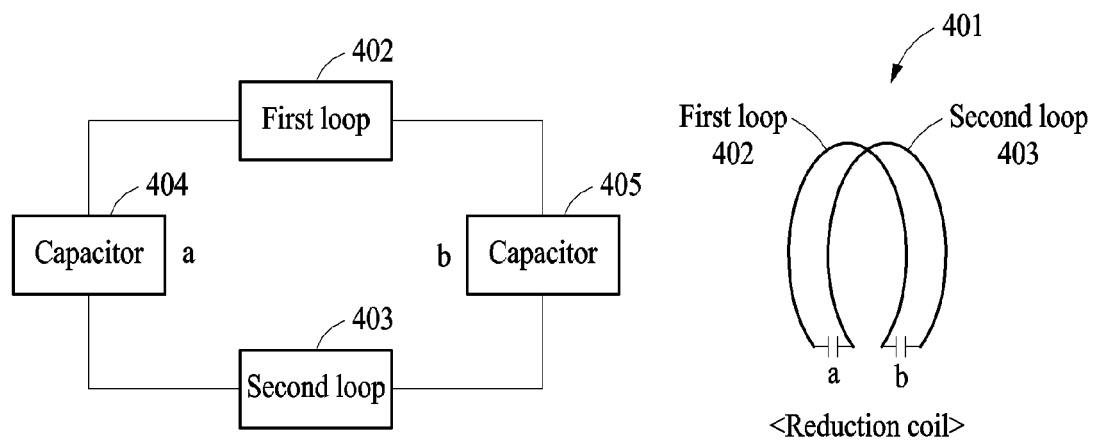 402
First loop
404
Capacitor a
405
b Capacitor
403
Second loop
401
First loop
402
Second loop
403
a b
<Reduction coil>